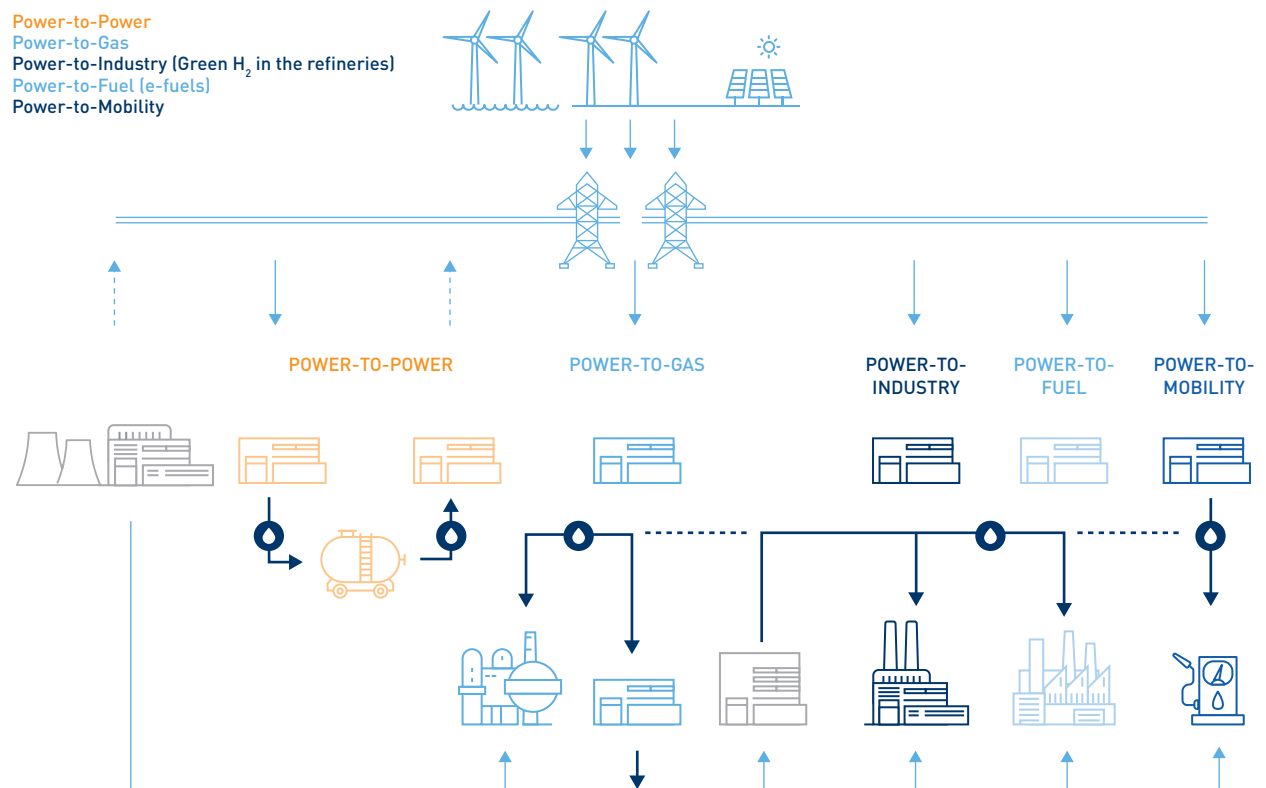 Power-to-Power
Power-to-Gas
Power-to-Industry (Green H₂ in the refineries)
Power-to-Fuel (e-fuels)
Power-to-Mobility
POWER-TO-POWER
POWER-TO-GAS
POWER-TO-
INDUSTRY
POWER-TO-
FUEL
POWER-TO-
MOBILITY